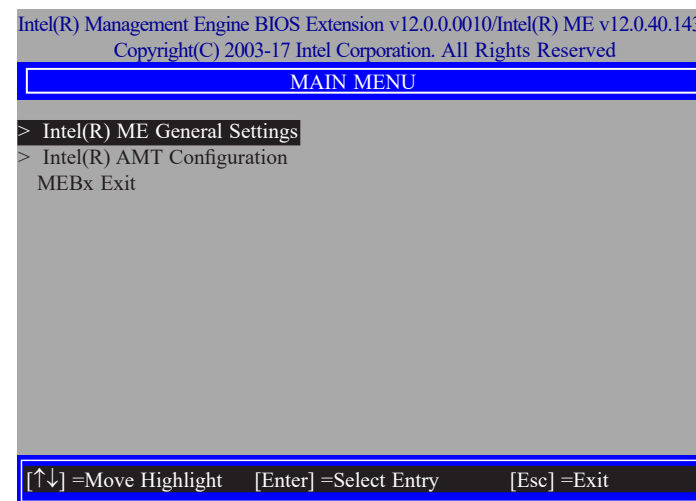 Intel(R) Management Engine BIOS Extension v12.0.0.0010/Intel(R) ME v12.0.40.143
Copyright(C) 2003-17 Intel Corporation. All Rights Reserved
MAIN MENU
> Intel(R) ME General Settings
> Intel(R) AMT Configuration
MEBx Exit
[↑↓] =Move Highlight [Enter] =Select Entry [Esc] =Exit